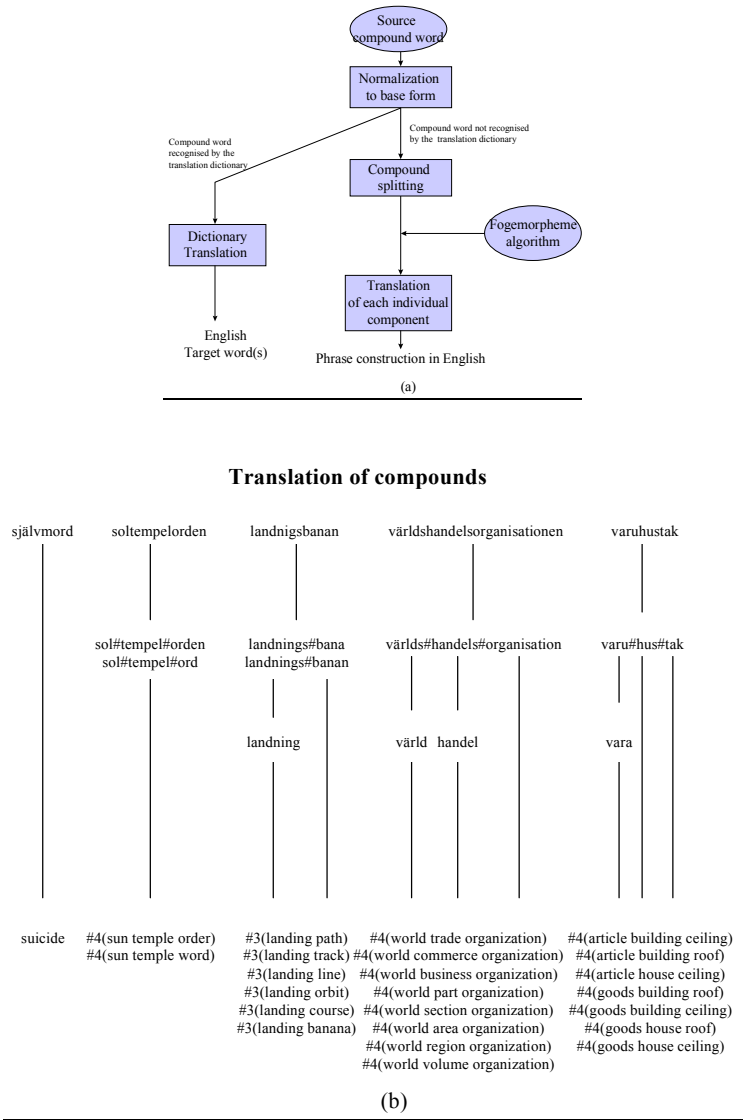 Source
compound word
Normalization
to base form
Compound word
recognised by the
translation dictionary
Compound word not recognised
by the translation dictionary
Compound
splitting
Fogemorpheme
algorithm
Dictionary
Translation
Translation
of each individual
component
English
Target word(s)
Phrase construction in English
(a)
Translation of compounds
självmord
soltempelorden
landnigsbanan
världshandelsorganisationen
varuhustak
sol#tempel#orden
sol#tempel#ord
landnings#bana
landnings#banan
världs#handels#organisation
varu#hus#tak
landning
värld handel
vara
suicide
#4(sun temple order)
#4(sun temple word)
#3(landing path)
#3(landing track)
#3(landing line)
#3(landing orbit)
#3(landing course)
#3(landing banana)
#4(world trade organization)
#4(world commerce organization)
#4(world business organization)
#4(world part organization)
#4(world section organization)
#4(world area organization)
#4(world region organization)
#4(world volume organization)
#4(article building ceiling)
#4(article building roof)
#4(article house ceiling)
#4(goods building roof)
#4(goods building ceiling)
#4(goods house roof)
#4(goods house ceiling)
(b)